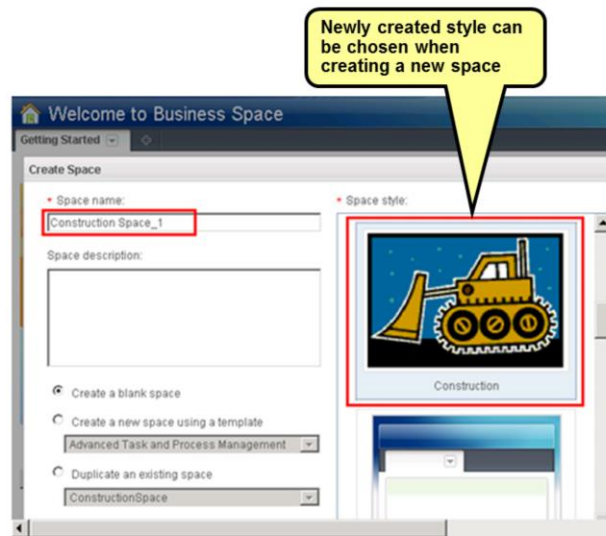 Newly created style can
be chosen when
creating a new space
Welcome to Business Space
Getting Started
Create Space
* Space name:
* Space style:
Construction Space_1
Space description:
Construction
Create a blank space
Create a new space using a template
Advanced Task and Process Management
Duplicate an existing space
ConstructionSpace